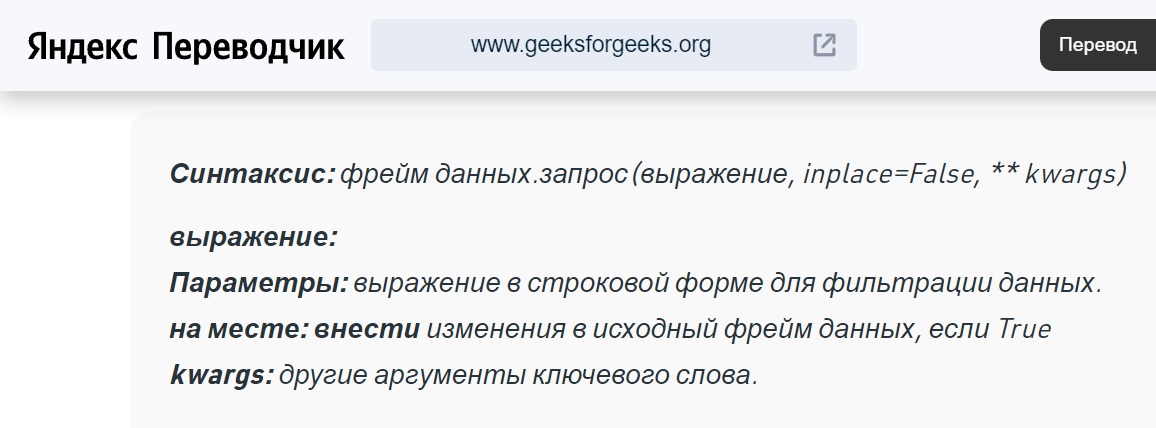 Яндекс Переводчик www.geeksforgeeks.org Перевод
Синтаксис: фрейм данных.запрос(выражение, inplace=False, ** kwargs)
выражение:
Параметры: выражение в строковой форме для фильтрации данных.
на месте: внести изменения в исходный фрейм данных, если True
kwargs: другие аргументы ключевого слова.